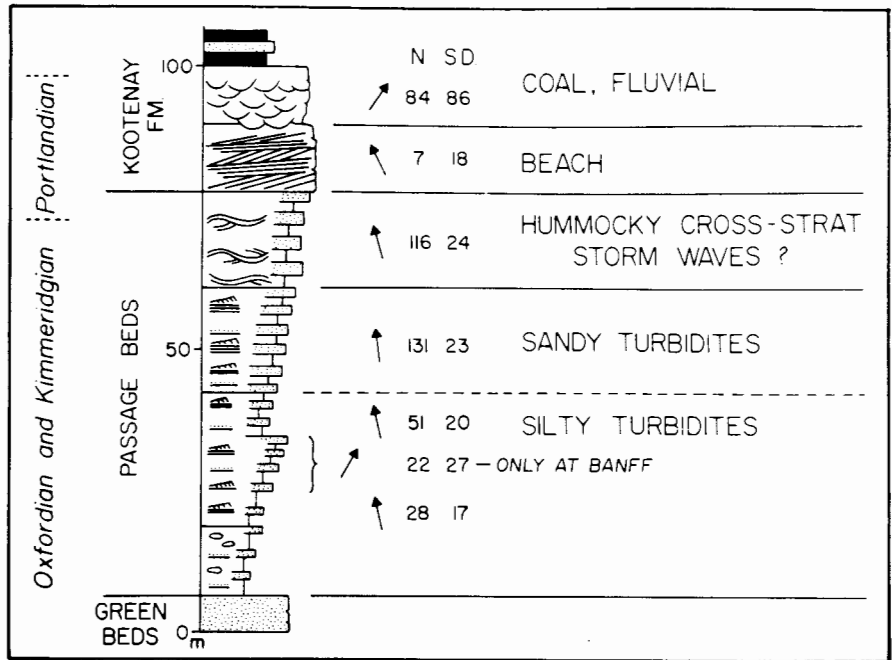 Oxfordian and Kimmeridgian
Portlandian
KOOTENAY
FM.
PASSAGE BEDS
GREEN
BEDS
100
50
0
m
N S.D.
84 86
COAL, FLUVIAL
7 18
BEACH
116 24
HUMMOCKY CROSS-STRAT
STORM WAVES ?
131 23
SANDY TURBIDITES
51 20
SILTY TURBIDITES
22 27 – ONLY AT BANFF
28 17